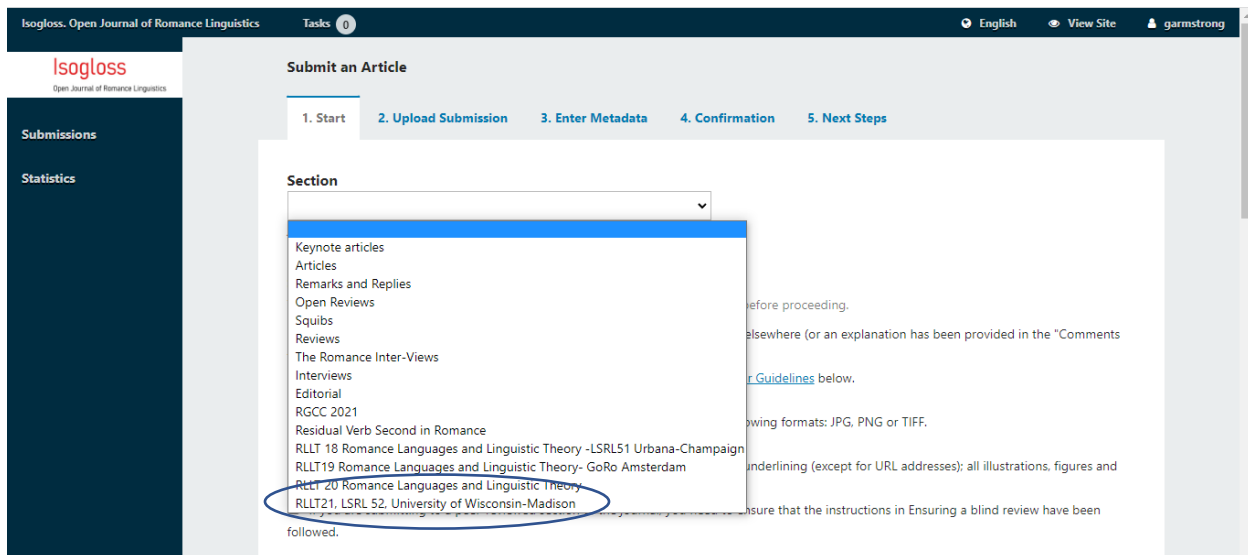 Isogloss. Open Journal of Romance Linguistics Tasks 0 English View Site garmstrong
Isogloss
Open Journal of Romance Linguistics
Submissions
Statistics
Submit an Article
1. Start 2. Upload Submission 3. Enter Metadata 4. Confirmation 5. Next Steps
Section
Keynote articles
Articles
Remarks and Replies
Open Reviews
Squibs
Reviews
The Romance Inter-Views
Interviews
Editorial
RGCC 2021
Residual Verb Second in Romance
RLLT 18 Romance Languages and Linguistic Theory -LSRL51 Urbana-Champaign
RLLT19 Romance Languages and Linguistic Theory- GoRo Amsterdam
RLLT 20 Romance Languages and Linguistic Theory
RLLT21, LSRL 52, University of Wisconsin-Madison
before proceeding.
elsewhere (or an explanation has been provided in the "Comments
r Guidelines below.
owing formats: JPG, PNG or TIFF.
underlining (except for URL addresses); all illustrations, figures and
ensure that the instructions in Ensuring a blind review have been
followed.